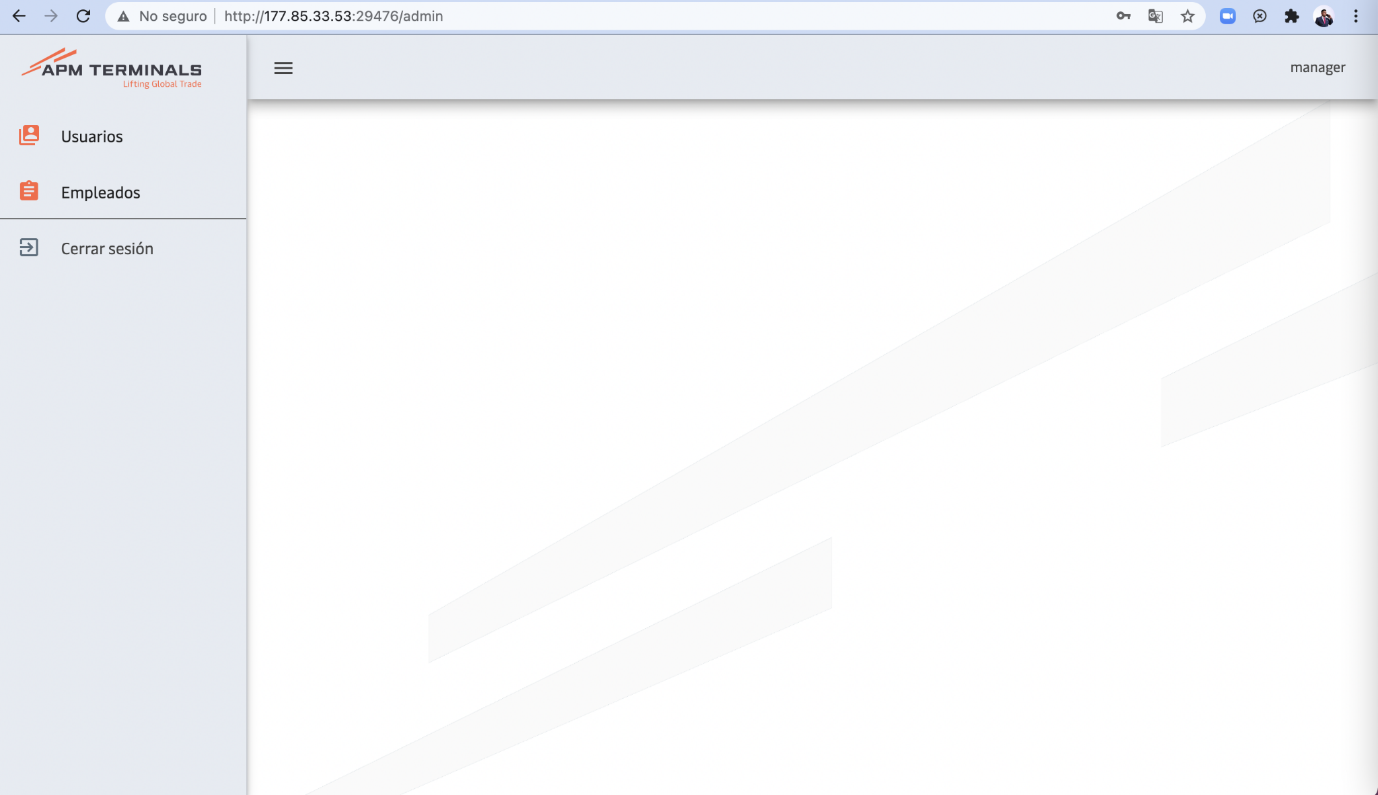 No seguro http://177.85.33.53:29476/admin
APM TERMINALS
Lifting Global Trade
manager
Usuarios
Empleados
Cerrar sesión